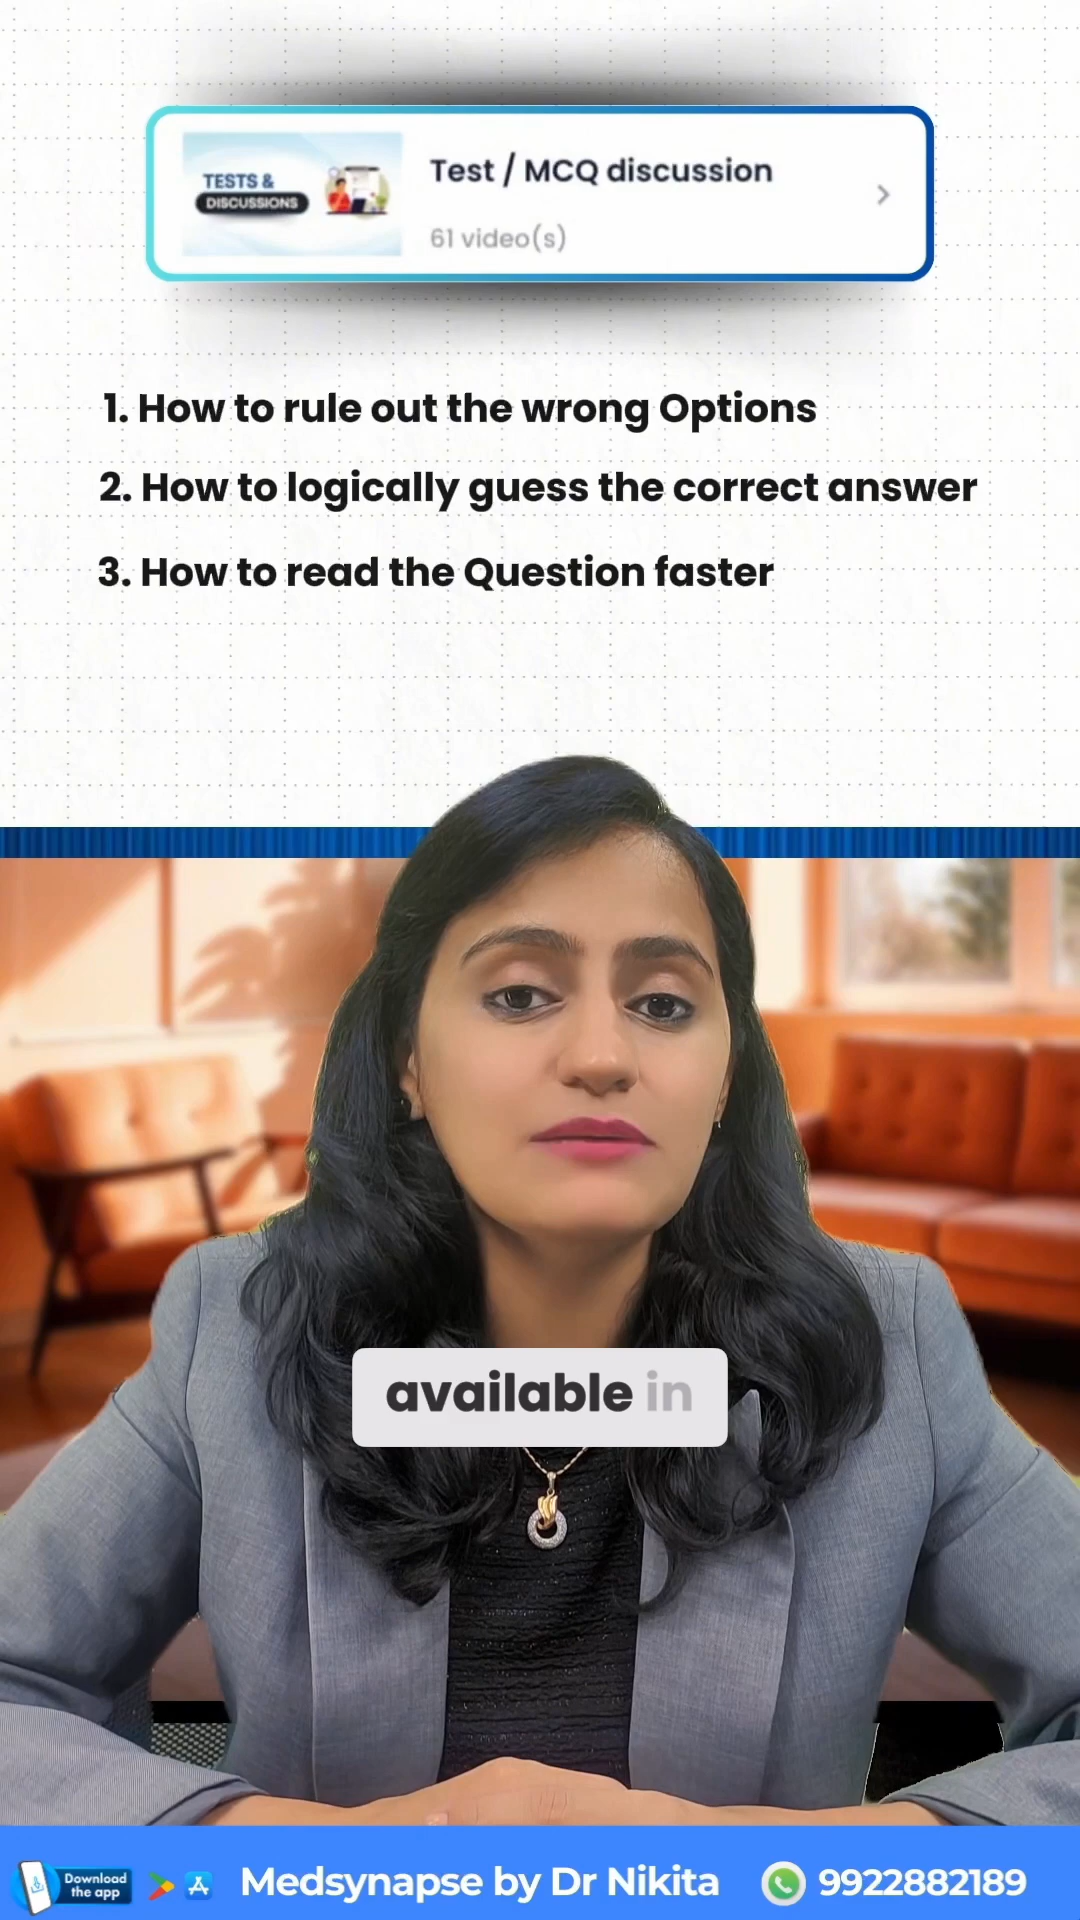 TESTS &
DISCUSSIONS
Test / MCQ discussion
61 video(s)
1. How to rule out the wrong Options
2. How to logically guess the correct answer
3. How to read the Question faster
available in
Download
the app
Medsynapse by Dr Nikita
9922882189